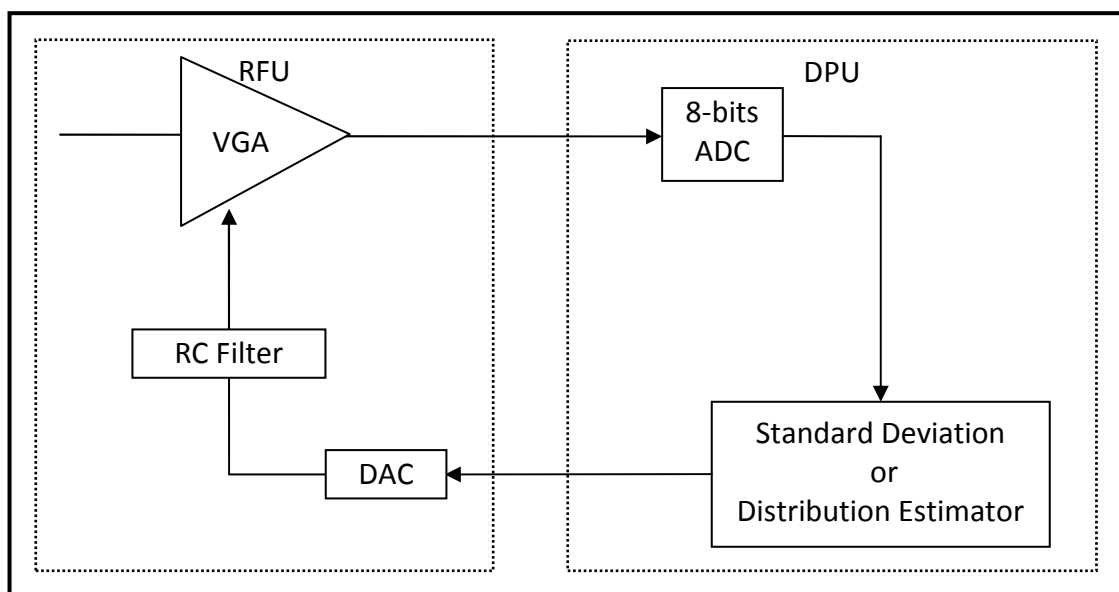 RFU
VGA
RC Filter
DAC
DPU
8-bits
ADC
Standard Deviation
or
Distribution Estimator